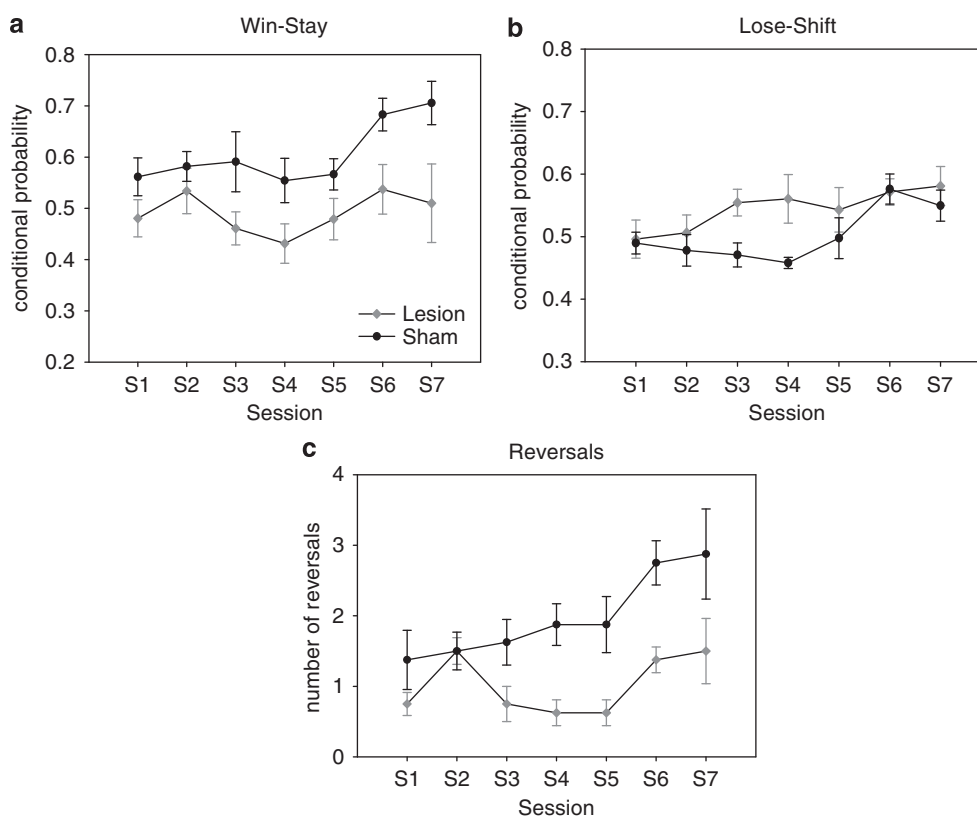 a
Win-Stay
conditional probability
0.8
0.7
0.6
0.5
0.4
0.3
0.2
Lesion
Sham
S1 S2 S3 S4 S5 S6 S7
Session
b
Lose-Shift
conditional probability
0.8
0.7
0.6
0.5
0.4
0.3
S1 S2 S3 S4 S5 S6 S7
Session
c
Reversals
number of reversals
4
3
2
1
0
S1 S2 S3 S4 S5 S6 S7
Session